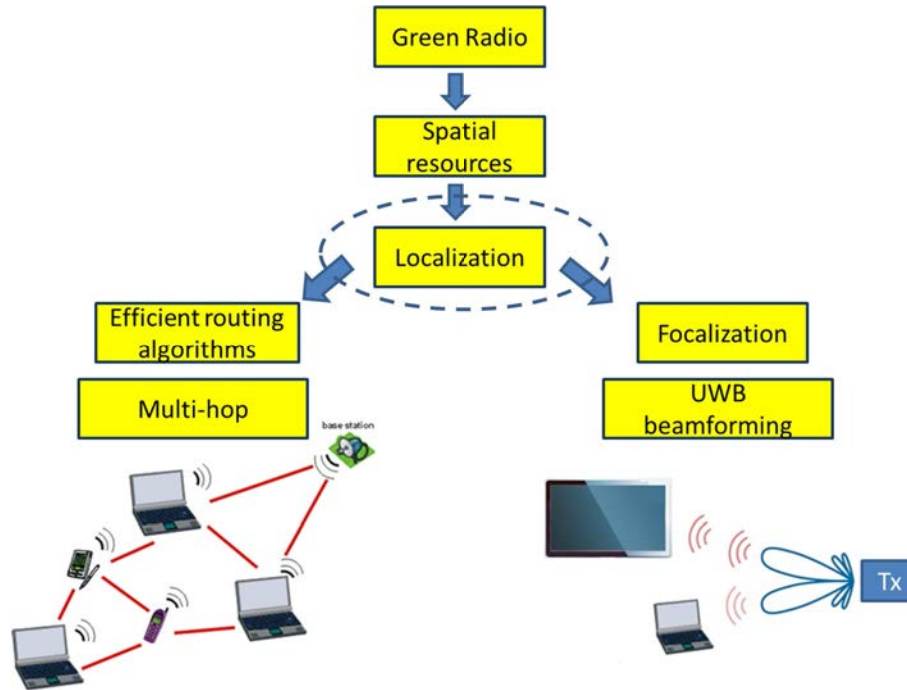 Green Radio
Spatial
resources
Localization
Efficient routing
algorithms
Focalization
Multi-hop
UWB
beamforming
base station
Tx